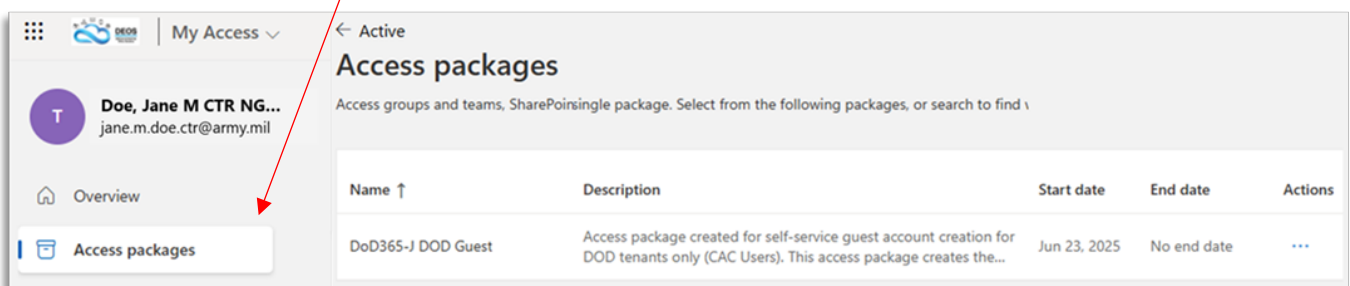 DEOS
My Access
← Active
Access packages
T
Doe, Jane M CTR NG...
jane.m.doe.ctr@army.mil
Access groups and teams, SharePoinsingle package. Select from the following packages, or search to find
Overview
Access packages
Name ↑ Description Start date End date Actions
DoD365-J DOD Guest Access package created for self-service guest account creation for Jun 23, 2025 No end date ...
DOD tenants only (CAC Users). This access package creates the...